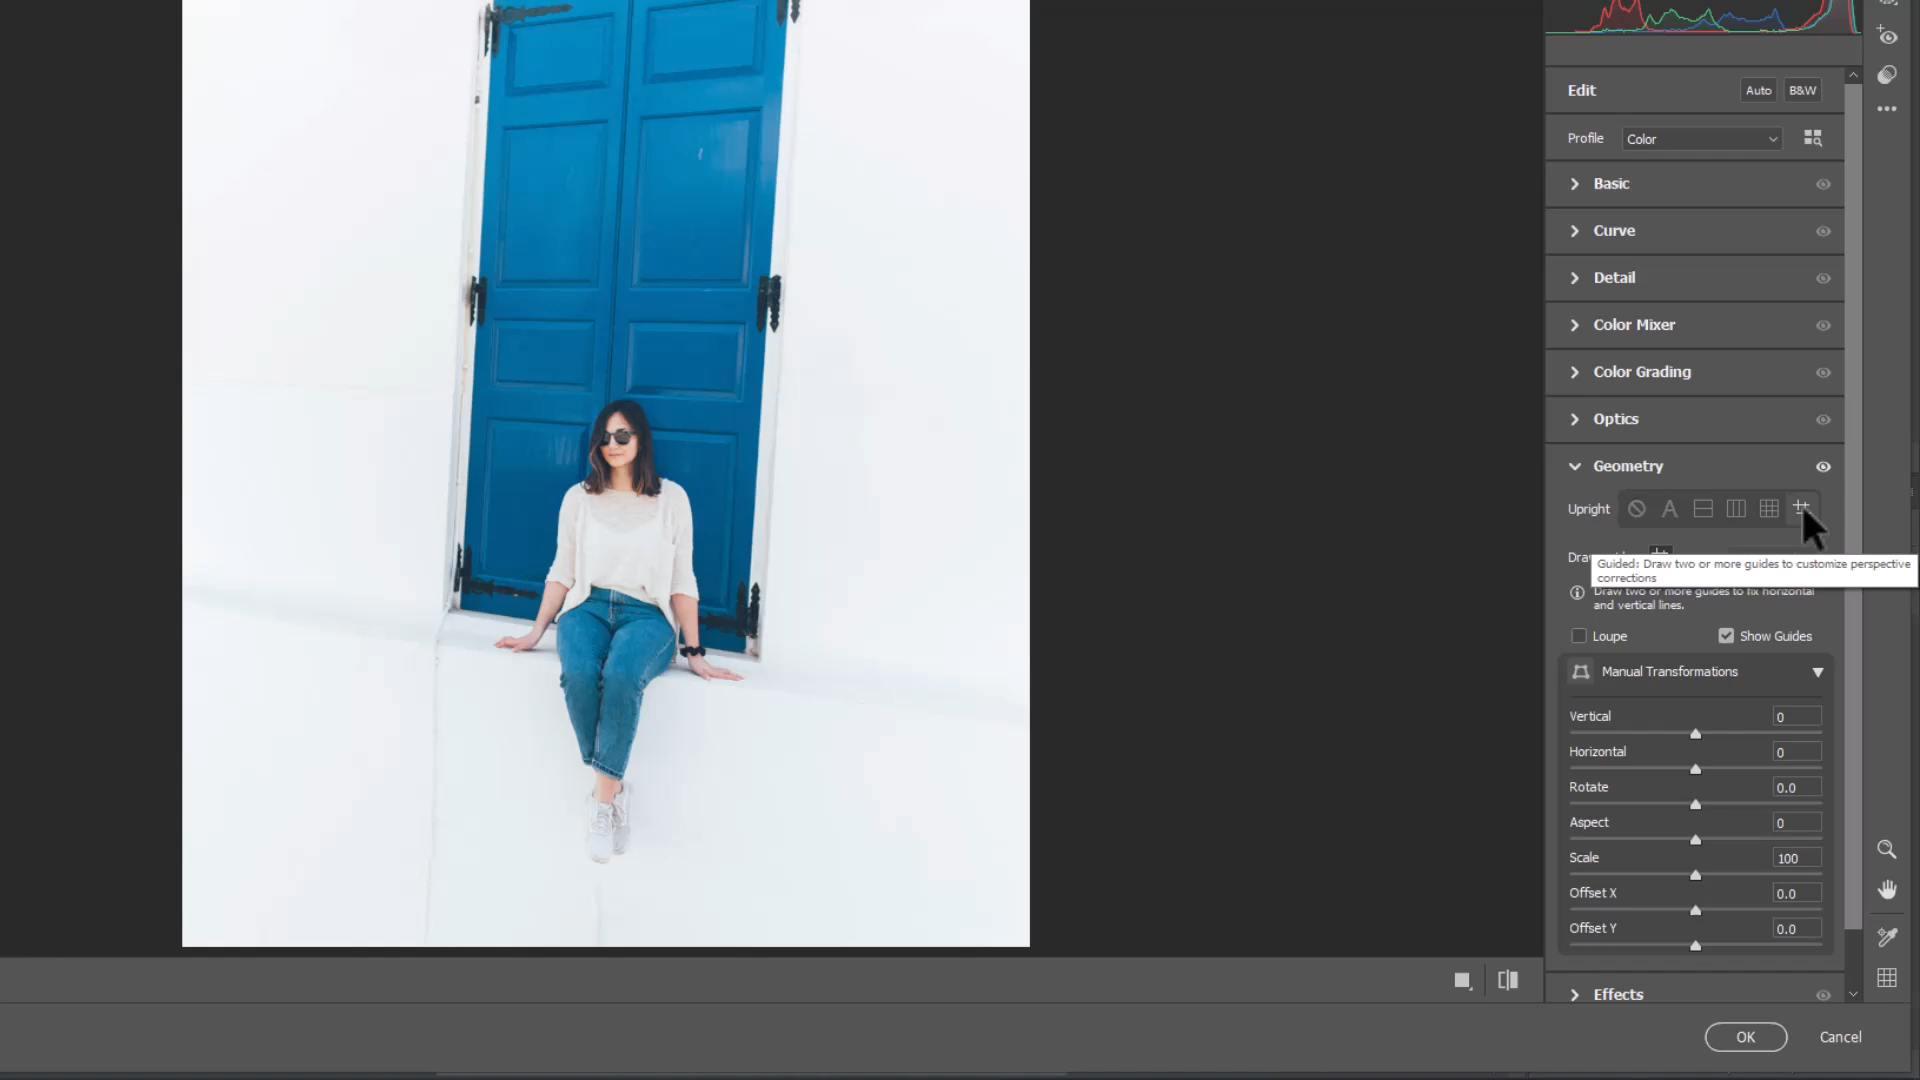 Edit
Auto
B&W
Profile
Color
Basic
Curve
Detail
Color Mixer
Color Grading
Optics
Geometry
Upright
A
Guided: Draw two or more guides to customize perspective
corrections
Draw two or more guides to fix horizontal
and vertical lines.
Loupe
Show Guides
Manual Transformations
Vertical
0
Horizontal
0
Rotate
0.0
Aspect
0
Scale
100
Offset X
0.0
Offset Y
0.0
Effects
OK
Cancel